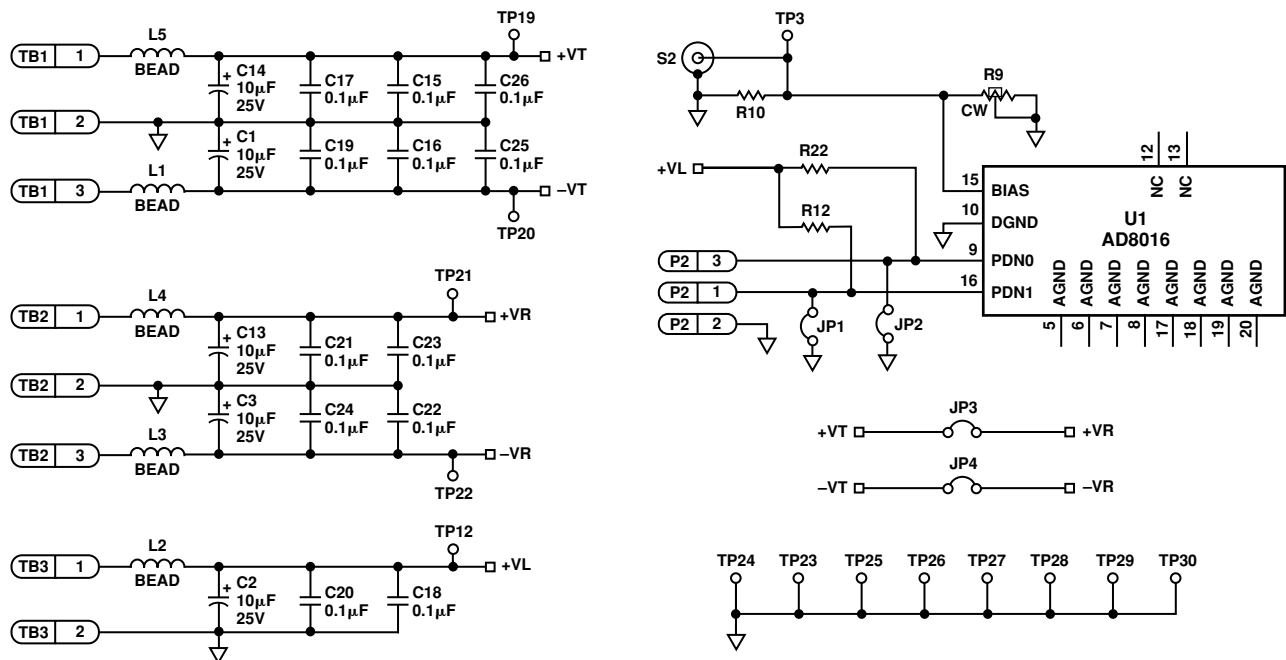 TP19
L5
TB1 1
BEAD
+VT
C14
10µF
25V
C17
0.1µF
C15
0.1µF
C26
0.1µF
TB1 2
C1
10µF
25V
C19
0.1µF
C16
0.1µF
C25
0.1µF
L1
TB1 3
BEAD
–VT
TP20
TP21
L4
TB2 1
BEAD
+VR
C13
10µF
25V
C21
0.1µF
C23
0.1µF
TB2 2
C3
10µF
25V
C24
0.1µF
C22
0.1µF
L3
TB2 3
BEAD
–VR
TP22
TP12
L2
TB3 1
BEAD
+VL
C2
10µF
25V
C20
0.1µF
C18
0.1µF
TB3 2
TP3
S2
R10
R9
CW
+VL
R22
R12
P2 3
P2 1
P2 2
JP1
JP2
12
13
NC
NC
15
BIAS
10
DGND
9
PDN0
16
PDN1
U1
AD8016
AGND AGND AGND AGND AGND AGND AGND AGND
5 6 7 8 17 18 19 20
JP3
+VT
+VR
JP4
–VT
–VR
TP24 TP23 TP25 TP26 TP27 TP28 TP29 TP30